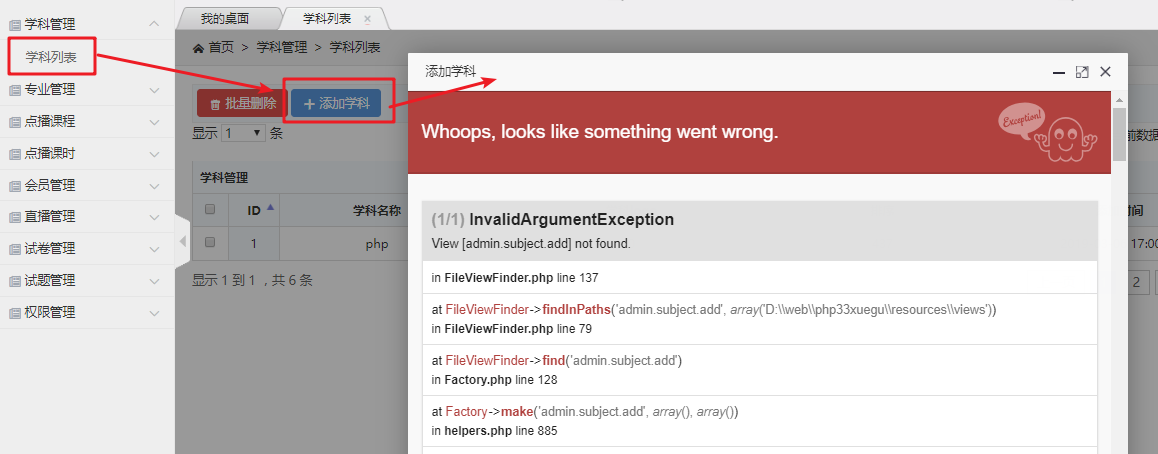 学科管理
学科列表
专业管理
点播课程
点播课时
会员管理
直播管理
试卷管理
试题管理
权限管理
我的桌面
学科列表 ×
首页 > 学科管理 > 学科列表
批量删除
+ 添加学科
显示 1 条
前数据
学科管理
ID
学科名称
时间
1
php
17:00
显示 1 到 1 ，共 6 条
2
添加学科
Whoops, looks like something went wrong.
Exception!
(1/1) InvalidArgumentException
View [admin.subject.add] not found.
in FileViewFinder.php line 137
at FileViewFinder->findInPaths('admin.subject.add', array('D:\\web\\php33xuegu\\resources\\views'))
in FileViewFinder.php line 79
at FileViewFinder->find('admin.subject.add')
in Factory.php line 128
at Factory->make('admin.subject.add', array(), array())
in helpers.php line 885